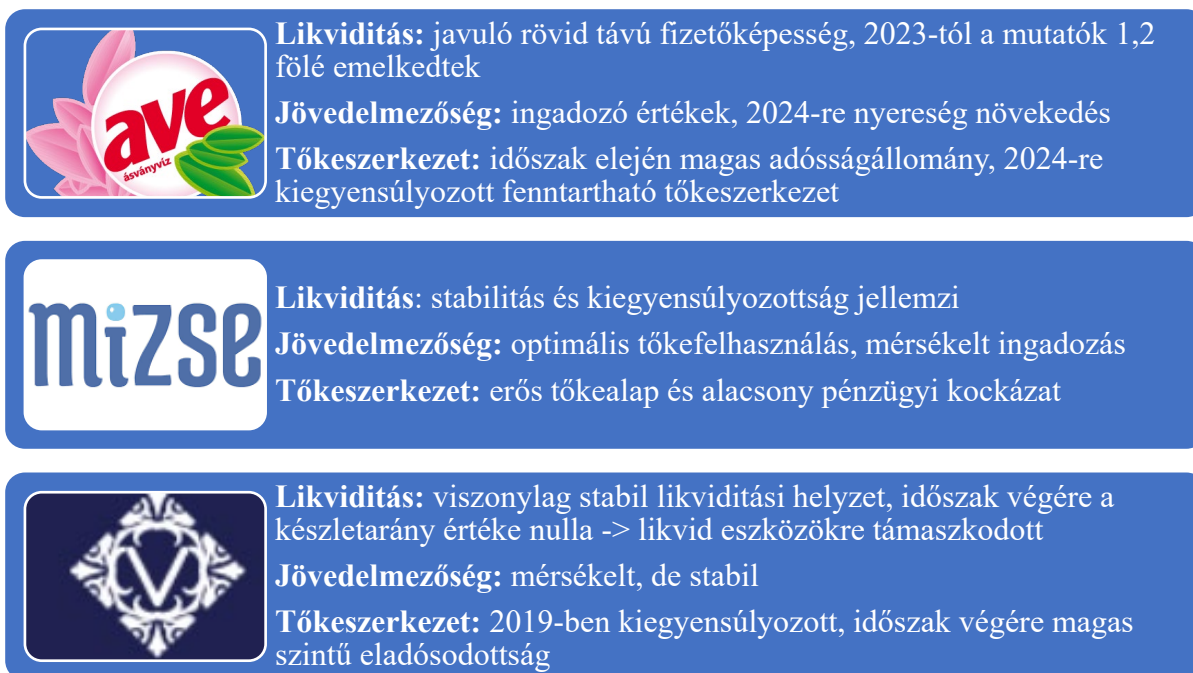 ave
ásványvíz
Likviditás: javuló rövid távú fizetőképesség, 2023-tól a mutatók 1,2
fölé emelkedtek
Jövedelmezőség: ingadozó értékek, 2024-re nyereség növekedés
Tőkeszerkezet: időszak elején magas adósságállomány, 2024-re
kiegyensúlyozott fenntartható tőkeszerkezet
mizse
Likviditás: stabilitás és kiegyensúlyozottság jellemzi
Jövedelmezőség: optimális tőkefelhasználás, mérsékelt ingadozás
Tőkeszerkezet: erős tőkealap és alacsony pénzügyi kockázat
V
Likviditás: viszonylag stabil likviditási helyzet, időszak végére a
készletarány értéke nulla -> likvid eszközökre támaszkodott
Jövedelmezőség: mérsékelt, de stabil
Tőkeszerkezet: 2019-ben kiegyensúlyozott, időszak végére magas
szintű eladósodottság